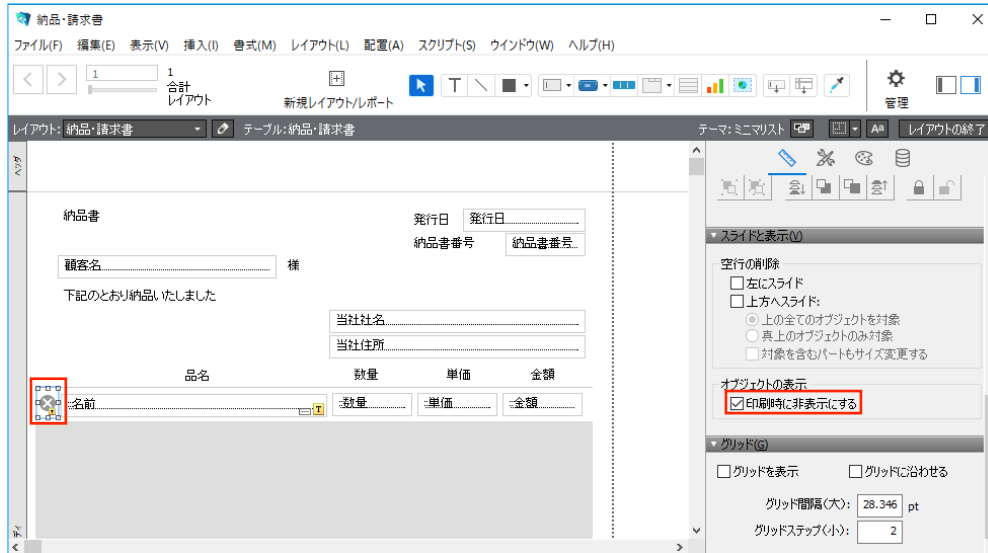 納品・請求書
ファイル(F) 編集(E) 表示(V) 挿入(I) 書式(M) レイアウト(L) 配置(A) スクリプト(S) ウインドウ(W) ヘルプ(H)
1
1
合計
レイアウト
新規レイアウト/レポート
管理
レイアウト: 納品・請求書
テーブル:納品・請求書
テーマ:ミニマリスト
Aa
レイアウトの終了
ヘッダ
納品書
発行日
発行日
納品書番号
納品書番号
顧客名
様
下記のとおり納品いたしました
当社社名
当社住所
品名
数量
単価
金額
::名前
T
::数量
::単価
::金額
スライドと表示(V)
空行の削除
左にスライド
上方へスライド:
上の全てのオブジェクトを対象
真上のオブジェクトのみ対象
対象を含むパートもサイズ変更する
オブジェクトの表示
印刷時に非表示にする
グリッド(G)
グリッドを表示
グリッドに沿わせる
グリッド間隔(大): 28.346 pt
グリッドステップ(小): 2